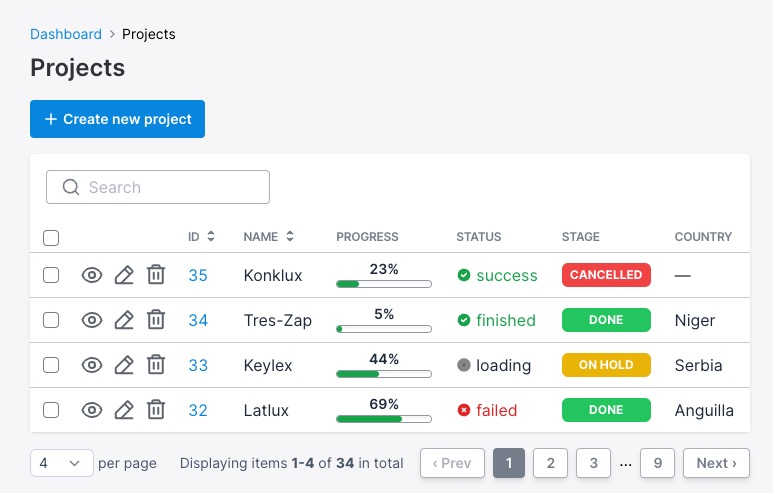 Dashboard › Projects
Projects
+ Create new project
Search
ID NAME PROGRESS STATUS STAGE COUNTRY
35 Konklux 23% success CANCELLED —
34 Tres-Zap 5% finished DONE Niger
33 Keylex 44% loading ON HOLD Serbia
32 Latlux 69% failed DONE Anguilla
4 per page Displaying items 1-4 of 34 in total ‹ Prev 1 2 3 ... 9 Next ›